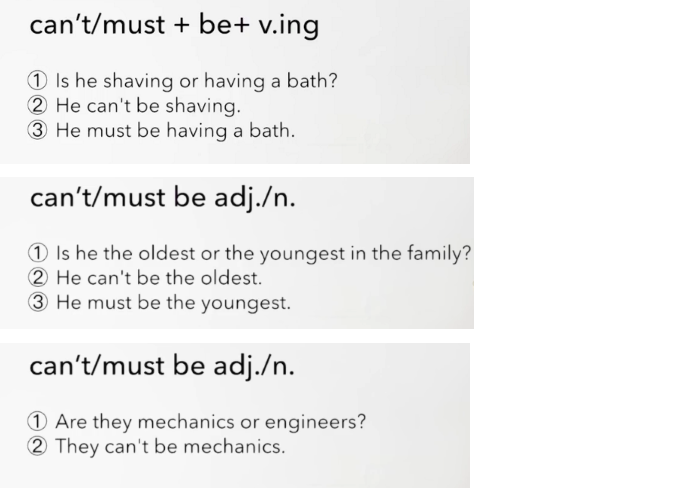 can't/must + be+ v.ing
① Is he shaving or having a bath?
② He can't be shaving.
③ He must be having a bath.
can't/must be adj./n.
① Is he the oldest or the youngest in the family?
② He can't be the oldest.
③ He must be the youngest.
can't/must be adj./n.
① Are they mechanics or engineers?
② They can't be mechanics.